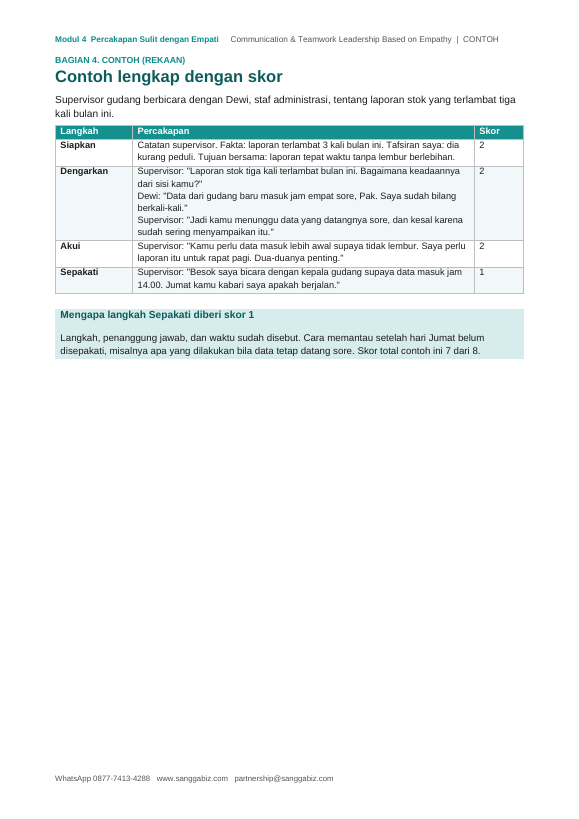 Modul 4  Percakapan Sulit dengan Empati    Communication & Teamwork Leadership Based on Empathy  |  CONTOH
BAGIAN 4. CONTOH (REKAAN)
Contoh lengkap dengan skor
Supervisor gudang berbicara dengan Dewi, staf administrasi, tentang laporan stok yang terlambat tiga
kali bulan ini.
Langkah    Percakapan    Skor
Siapkan    Catatan supervisor. Fakta: laporan terlambat 3 kali bulan ini. Tafsiran saya: dia    2
kurang peduli. Tujuan bersama: laporan tepat waktu tanpa lembur berlebihan.
Dengarkan    Supervisor: "Laporan stok tiga kali terlambat bulan ini. Bagaimana keadaannya    2
dari sisi kamu?"
Dewi: "Data dari gudang baru masuk jam empat sore, Pak. Saya sudah bilang
berkali-kali."
Supervisor: "Jadi kamu menunggu data yang datangnya sore, dan kesal karena
sudah sering menyampaikan itu."
Akui    Supervisor: "Kamu perlu data masuk lebih awal supaya tidak lembur. Saya perlu    2
laporan itu untuk rapat pagi. Dua-duanya penting."
Sepakati    Supervisor: "Besok saya bicara dengan kepala gudang supaya data masuk jam    1
14.00. Jumat kamu kabari saya apakah berjalan."
Mengapa langkah Sepakati diberi skor 1
Langkah, penanggung jawab, dan waktu sudah disebut. Cara memantau setelah hari Jumat belum
disepakati, misalnya apa yang dilakukan bila data tetap datang sore. Skor total contoh ini 7 dari 8.
WhatsApp 0877-7413-4288   www.sanggabiz.com   partnership@sanggabiz.com